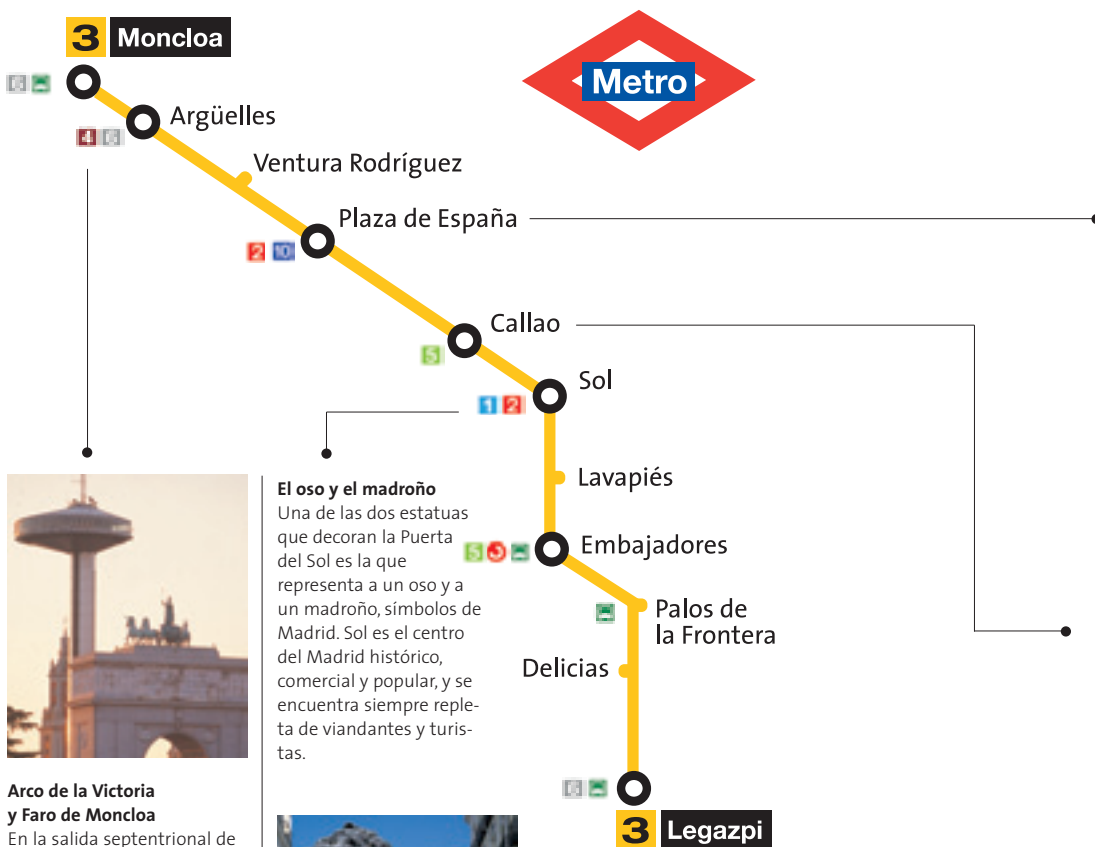 3 Moncloa
Metro
Argüelles
4
Ventura Rodríguez
Plaza de España
2 10
Callao
5
Sol
1 2
Lavapiés
5
Embajadores
Palos de
la Frontera
Delicias
3 Legazpi
Arco de la Victoria
y Faro de Moncloa
En la salida septentrional de
El oso y el madroño
Una de las dos estatuas
que decoran la Puerta
del Sol es la que
representa a un oso y a
un madroño, símbolos de
Madrid. Sol es el centro
del Madrid histórico,
comercial y popular, y se
encuentra siempre reple-
ta de viandantes y turis-
tas.